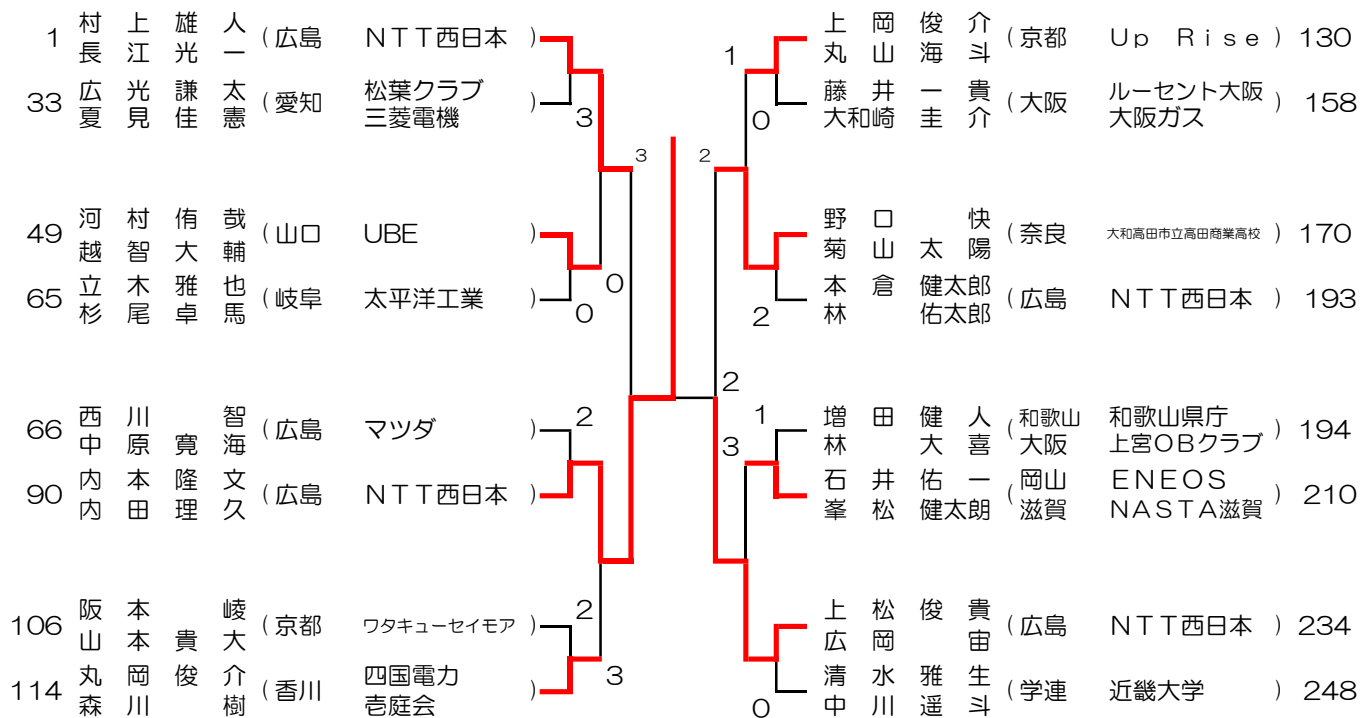 1 村上雄人 (広島 NTT西日本)
長江光一
33 広光謙太 (愛知 松葉クラブ)
夏見佳憲 三菱電機
3
3
49 河村侑哉 (山口 UBE)
越智大輔
65 立木雅也 (岐阜 太平洋工業)
杉尾卓馬
0
0
66 西川智 (広島 マツダ)
中原寛海
2
90 内本隆文 (広島 NTT西日本)
内田理久
106 阪本崚 (京都 ワタキューセイモア)
山本貴大
2
114 丸岡俊介 (香川 四国電力)
森川樹 壱庭会
3
上岡俊介 (京都 Up Rise) 130
丸山海斗
1
藤井一貴 (大阪 ルーセント大阪) 158
大和崎圭介 大阪ガス
0
2
野口快 (奈良 大和高田市立高田商業高校) 170
菊山太陽
本倉健太郎 (広島 NTT西日本) 193
林佑太郎
2
2
増田健人 (和歌山 和歌山県庁) 194
林大喜 大阪 上宮OBクラブ
1
3
石井佑一 (岡山 ENEOS) 210
峯松健太朗 滋賀 NASTA滋賀
上松俊貴 (広島 NTT西日本) 234
広岡宙
清水雅生 (学連 近畿大学) 248
中川遥斗
0